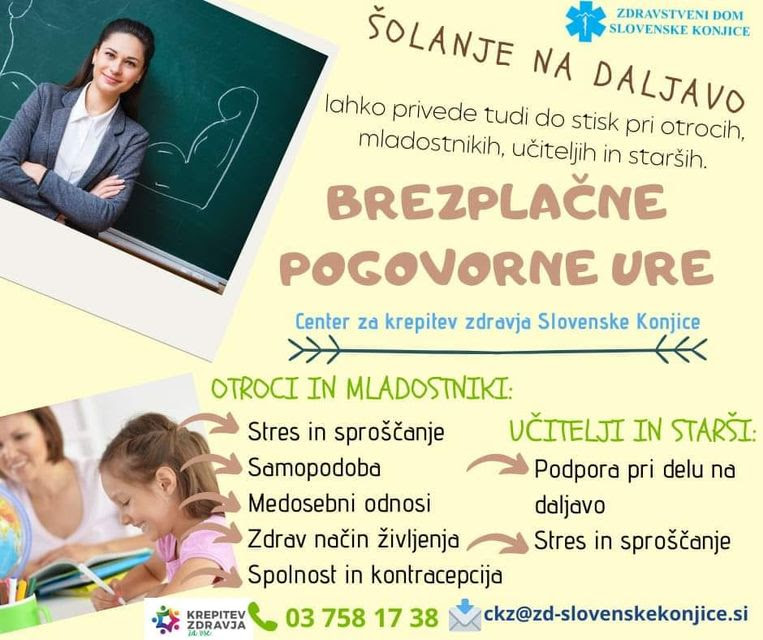 ZDRAVSTVENI DOM
SLOVENSKE KONJICE
ŠOLANJE NA DALJAVO
lahko privede tudi do stisk pri otrocih,
mladostnikih, učiteljih in starših.
BREZPLAČNE
POGOVORNE URE
Center za krepitev zdravja Slovenske Konjice
OTROCI IN MLADOSTNIKI:
Stres in sproščanje
Samopodoba
Medosebni odnosi
Zdrav način življenja
Spolnost in kontracepcija
UČITELJI IN STARŠI:
Podpora pri delu na
daljavo
Stres in sproščanje
KREPITEV
ZDRAVJA
za vse
03 758 17 38
ckz@zd-slovenskekonjice.si